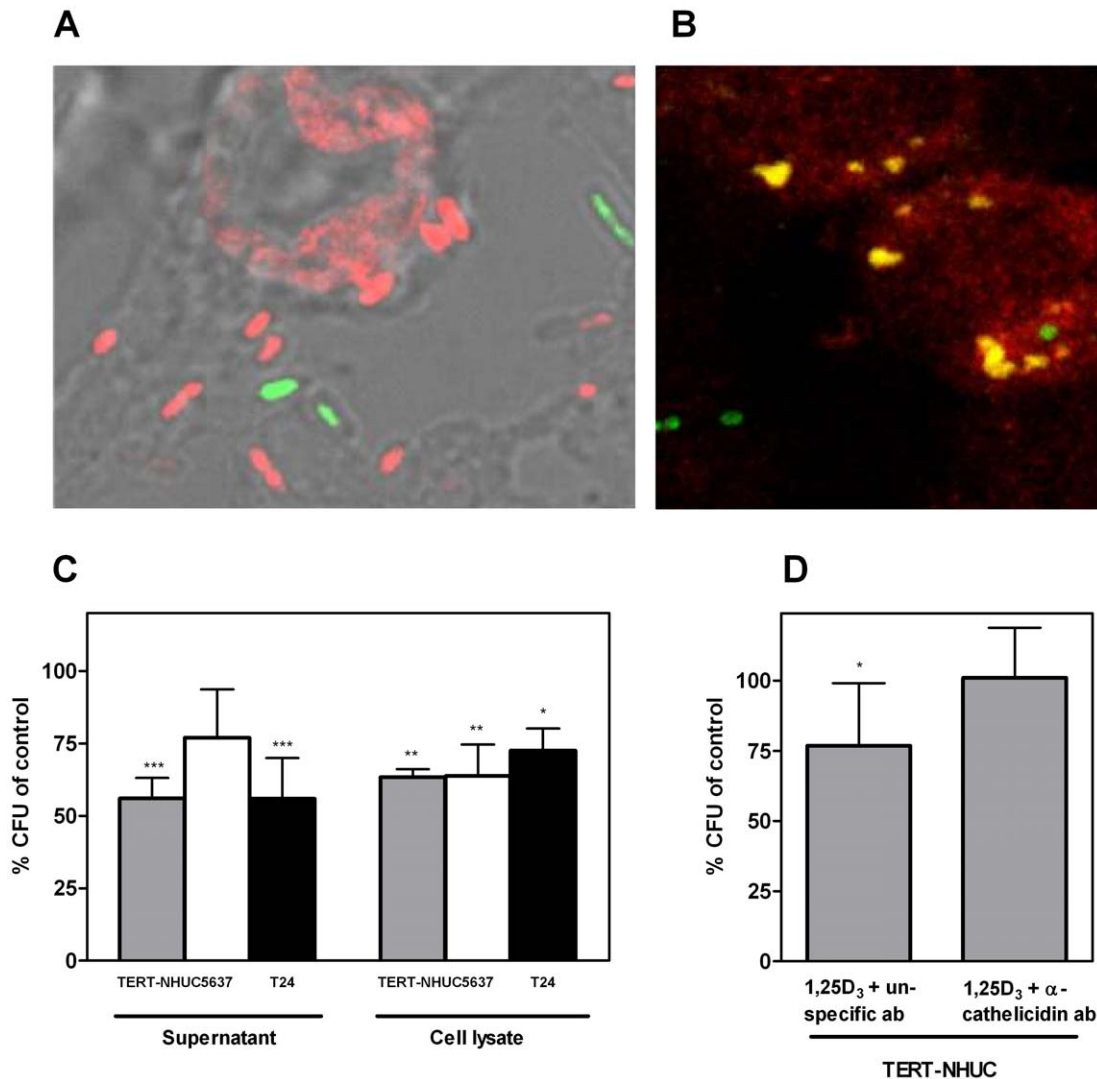 A
B
C
% CFU of control
100
75
50
25
0
***
***
**
**
*
TERT-NHUC5637 T24
TERT-NHUC5637 T24
Supernatant
Cell lysate
D
% CFU of control
100
75
50
25
0
*
1,25D₃ + un-
specific ab
1,25D₃ + α-
cathelicidin ab
TERT-NHUC